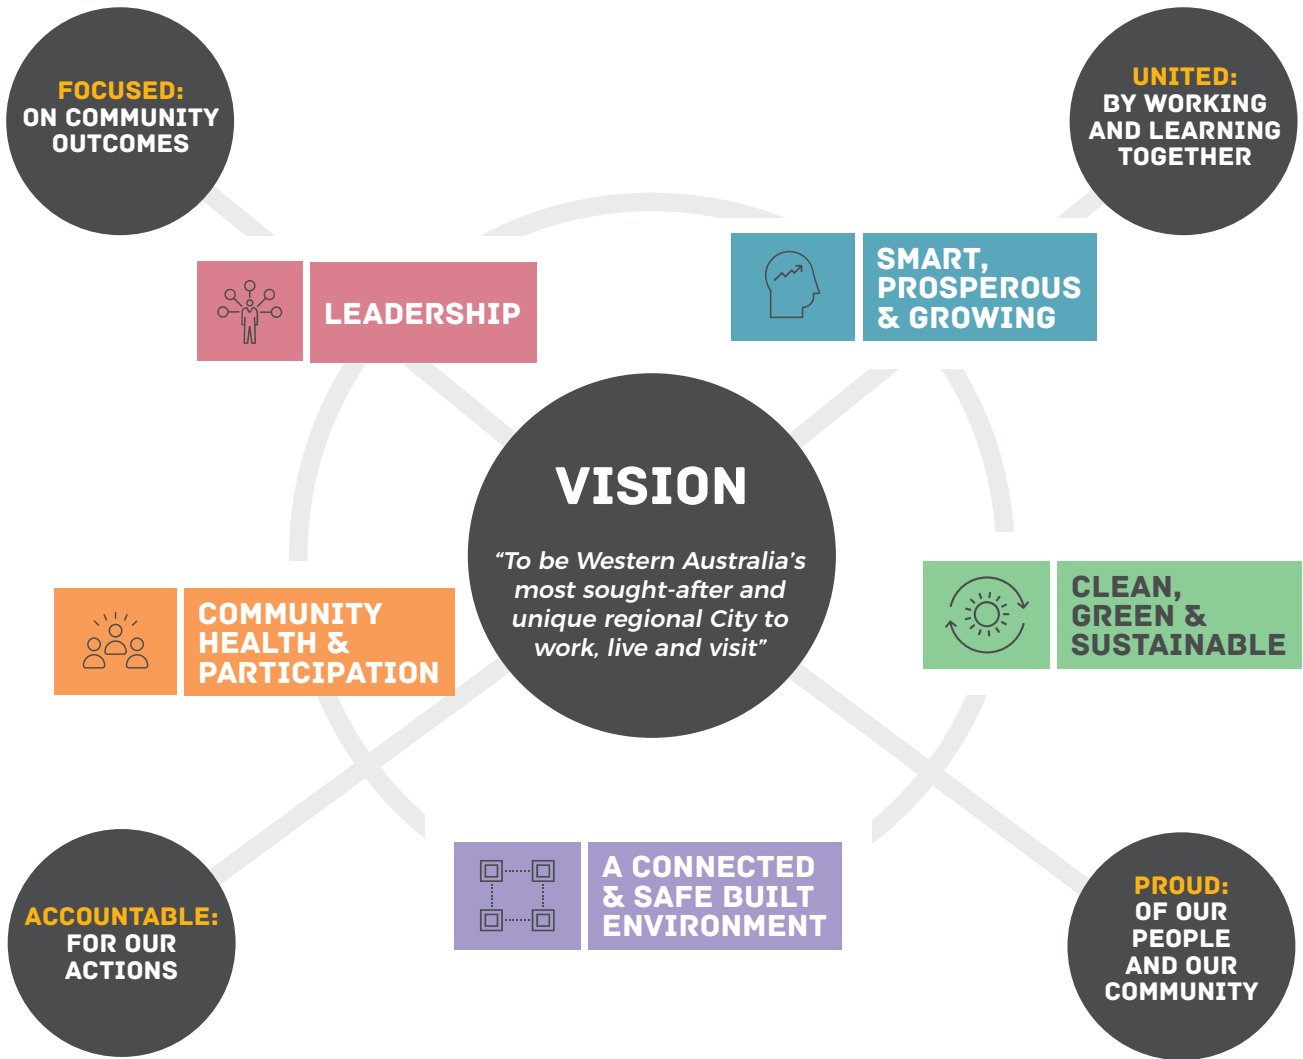 FOCUSED:
ON COMMUNITY
OUTCOMES
UNITED:
BY WORKING
AND LEARNING
TOGETHER
LEADERSHIP
SMART,
PROSPEROUS
& GROWING
VISION
“To be Western Australia’s
most sought-after and
unique regional City to
work, live and visit”
COMMUNITY
HEALTH &
PARTICIPATION
CLEAN,
GREEN &
SUSTAINABLE
A CONNECTED
& SAFE BUILT
ENVIRONMENT
ACCOUNTABLE:
FOR OUR
ACTIONS
PROUD:
OF OUR
PEOPLE
AND OUR
COMMUNITY